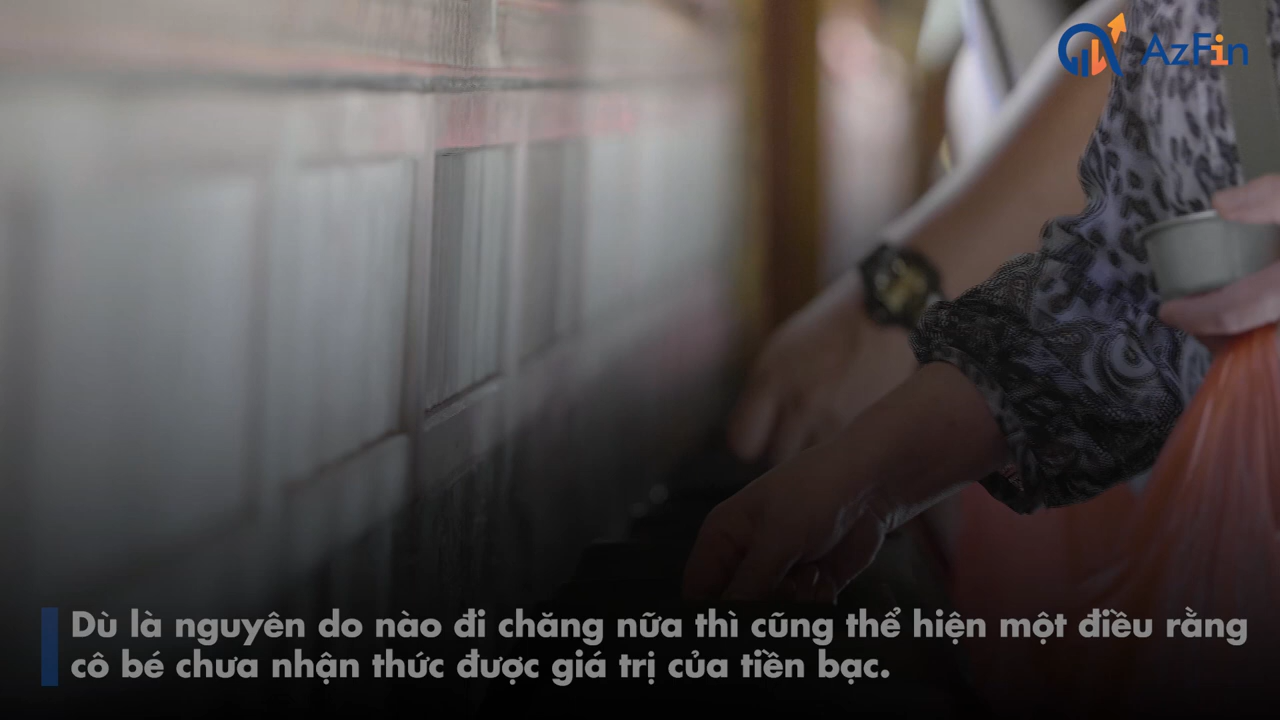 AzFin
Dù là nguyên do nào đi chăng nữa thì cũng thể hiện một điều rằng
cô bé chưa nhận thức được giá trị của tiền bạc.